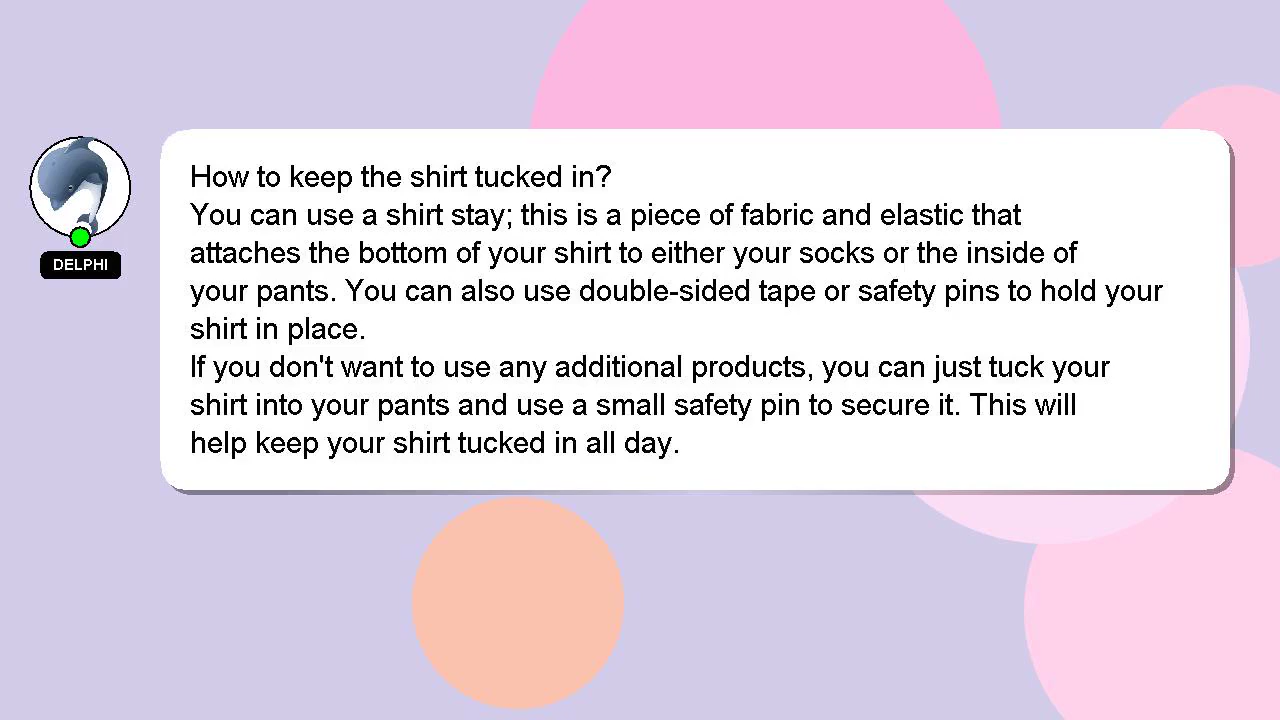 How to keep the shirt tucked in?
You can use a shirt stay; this is a piece of fabric and elastic that
attaches the bottom of your shirt to either your socks or the inside of
your pants. You can also use double-sided tape or safety pins to hold your
shirt in place.
If you don't want to use any additional products, you can just tuck your
shirt into your pants and use a small safety pin to secure it. This will
help keep your shirt tucked in all day.
DELPHI